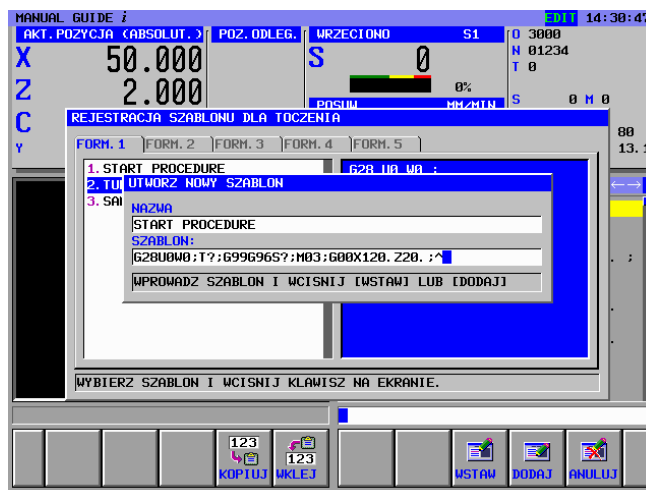 MANUAL GUIDE i EDIT 14:30:47
AKT.POZYCJA (ABSOLUT.) POZ.ODLEG. WRZECIONO S1 O 3000
X 50.000 S 0 N 01234
T 0
Z 2.000 0% S 0 M 0
POSUW MM/MIN
C REJESTRACJA SZABLONU DLA TOCZENIA 80
Y FORM. 1 FORM. 2 FORM. 3 FORM. 4 FORM. 5 13.
1. START PROCEDURE G28 U0 W0 ;
2. UTWORZ NOWY SZABLON ←→
3. NAZWA
START PROCEDURE
SZABLON:
G28U0W0;T?;G99G96S?;M03;G00X120.Z20.;^ ;
WPROWADZ SZABLON I WCISNIJ [WSTAW] LUB [DODAJ]
WYBIERZ SZABLON I WCISNIJ KLAWISZ NA EKRANIE.
123 123
KOPIUJ WKLEJ WSTAW DODAJ ANULUJ